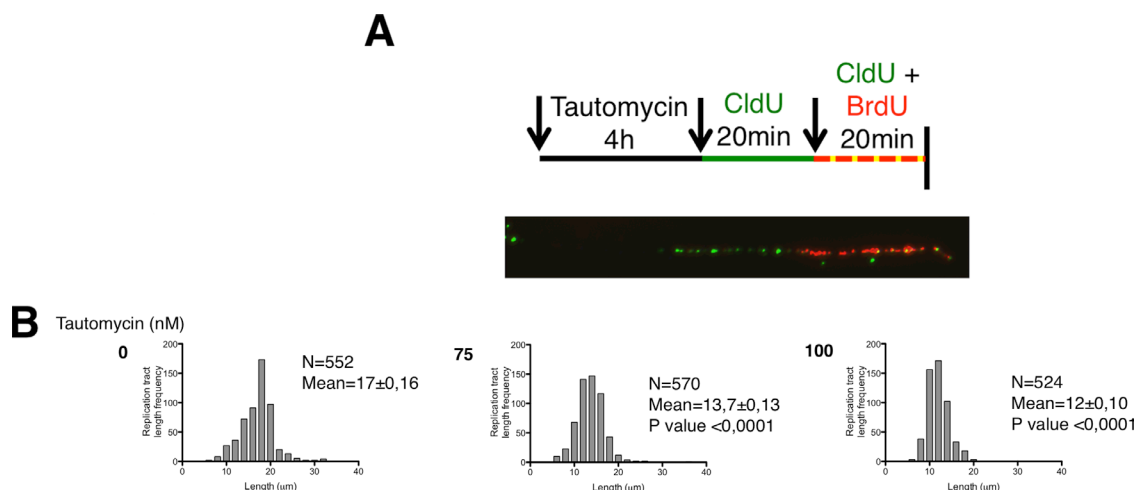 A
Tautomycin
4h
CldU
20min
CldU +
BrdU
20min
B
Tautomycin (nM)
0
Replication tract
length frequency
200
150
100
50
0
0 10 20 30 40
Length (μm)
N=552
Mean=17±0,16
75
Replication tract
length frequency
200
150
100
50
0
0 10 20 30 40
Length (μm)
N=570
Mean=13,7±0,13
P value <0,0001
100
Replication tract
length frequency
200
150
100
50
0
0 10 20 30 40
Length (μm)
N=524
Mean=12±0,10
P value <0,0001